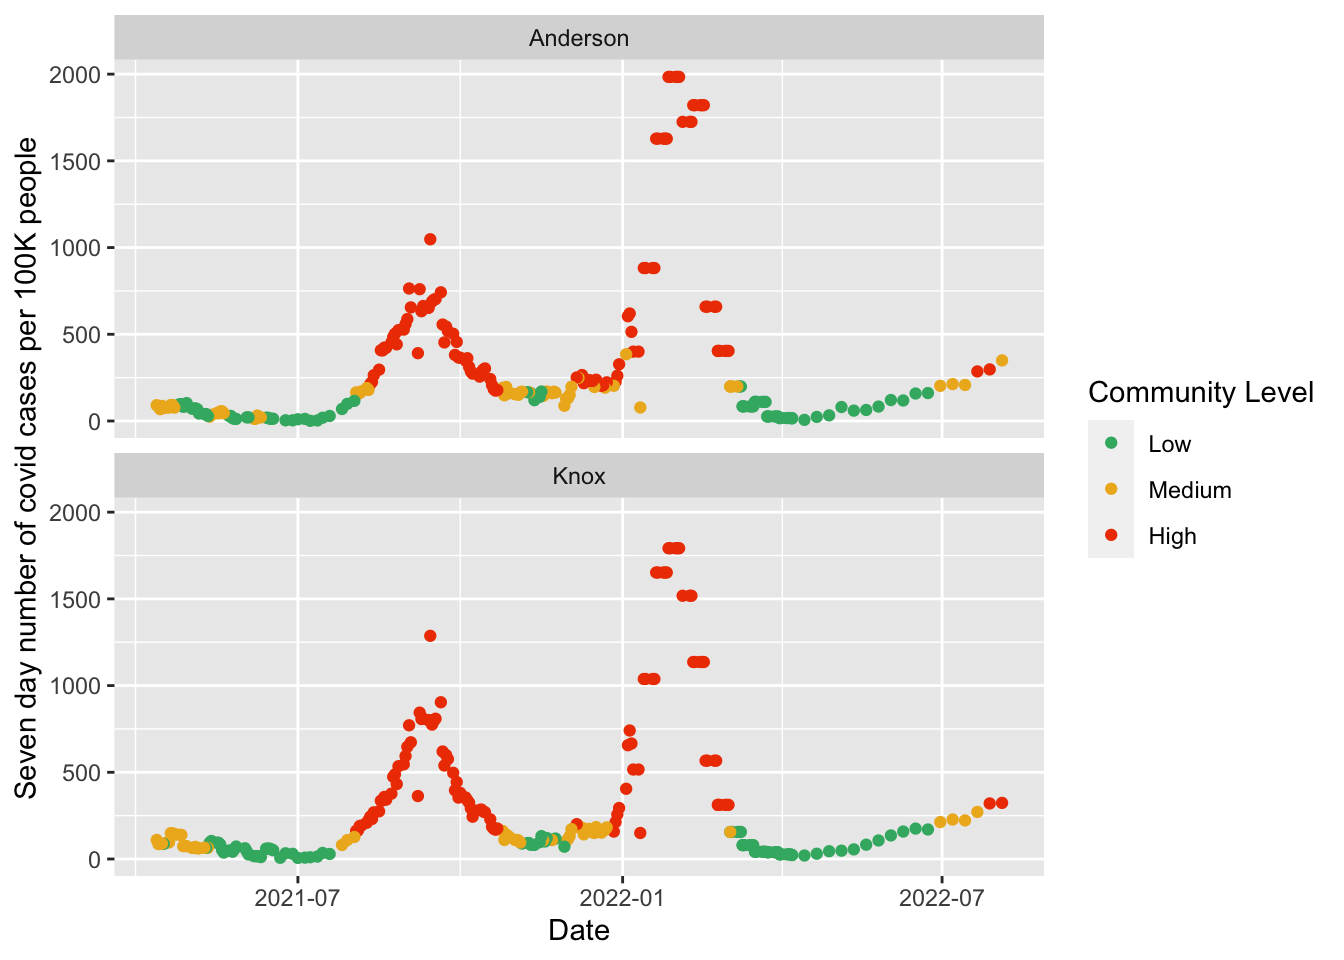 Anderson
2000
1500
1000
500
0
Knox
2000
1500
1000
500
0
2021-07
2022-01
2022-07
Date
Seven day number of covid cases per 100K people
Community Level
Low
Medium
High